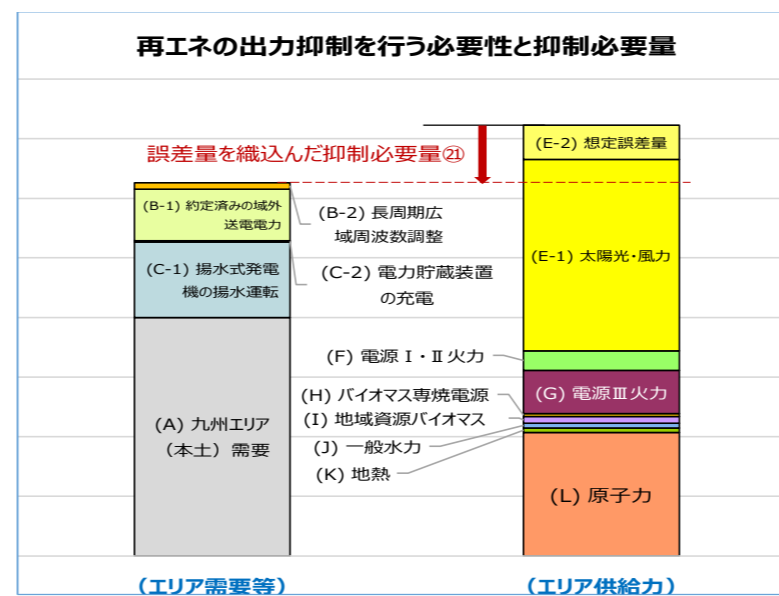 再エネの出力抑制を行う必要性と抑制必要量
誤差量を織込んだ抑制必要量㉑
(B-1) 約定済みの域外
送電電力
(B-2) 長周期広
域周波数調整
(C-1) 揚水式発電
機の揚水運転
(C-2) 電力貯蔵装置
の充電
(A) 九州エリア
（本土）需要
(E-2) 想定誤差量
(E-1) 太陽光・風力
(F) 電源Ⅰ・Ⅱ火力
(G) 電源Ⅲ火力
(H) バイオマス専焼電源
(I) 地域資源バイオマス
(J) 一般水力
(K) 地熱
(L) 原子力
（エリア需要等）
（エリア供給力）